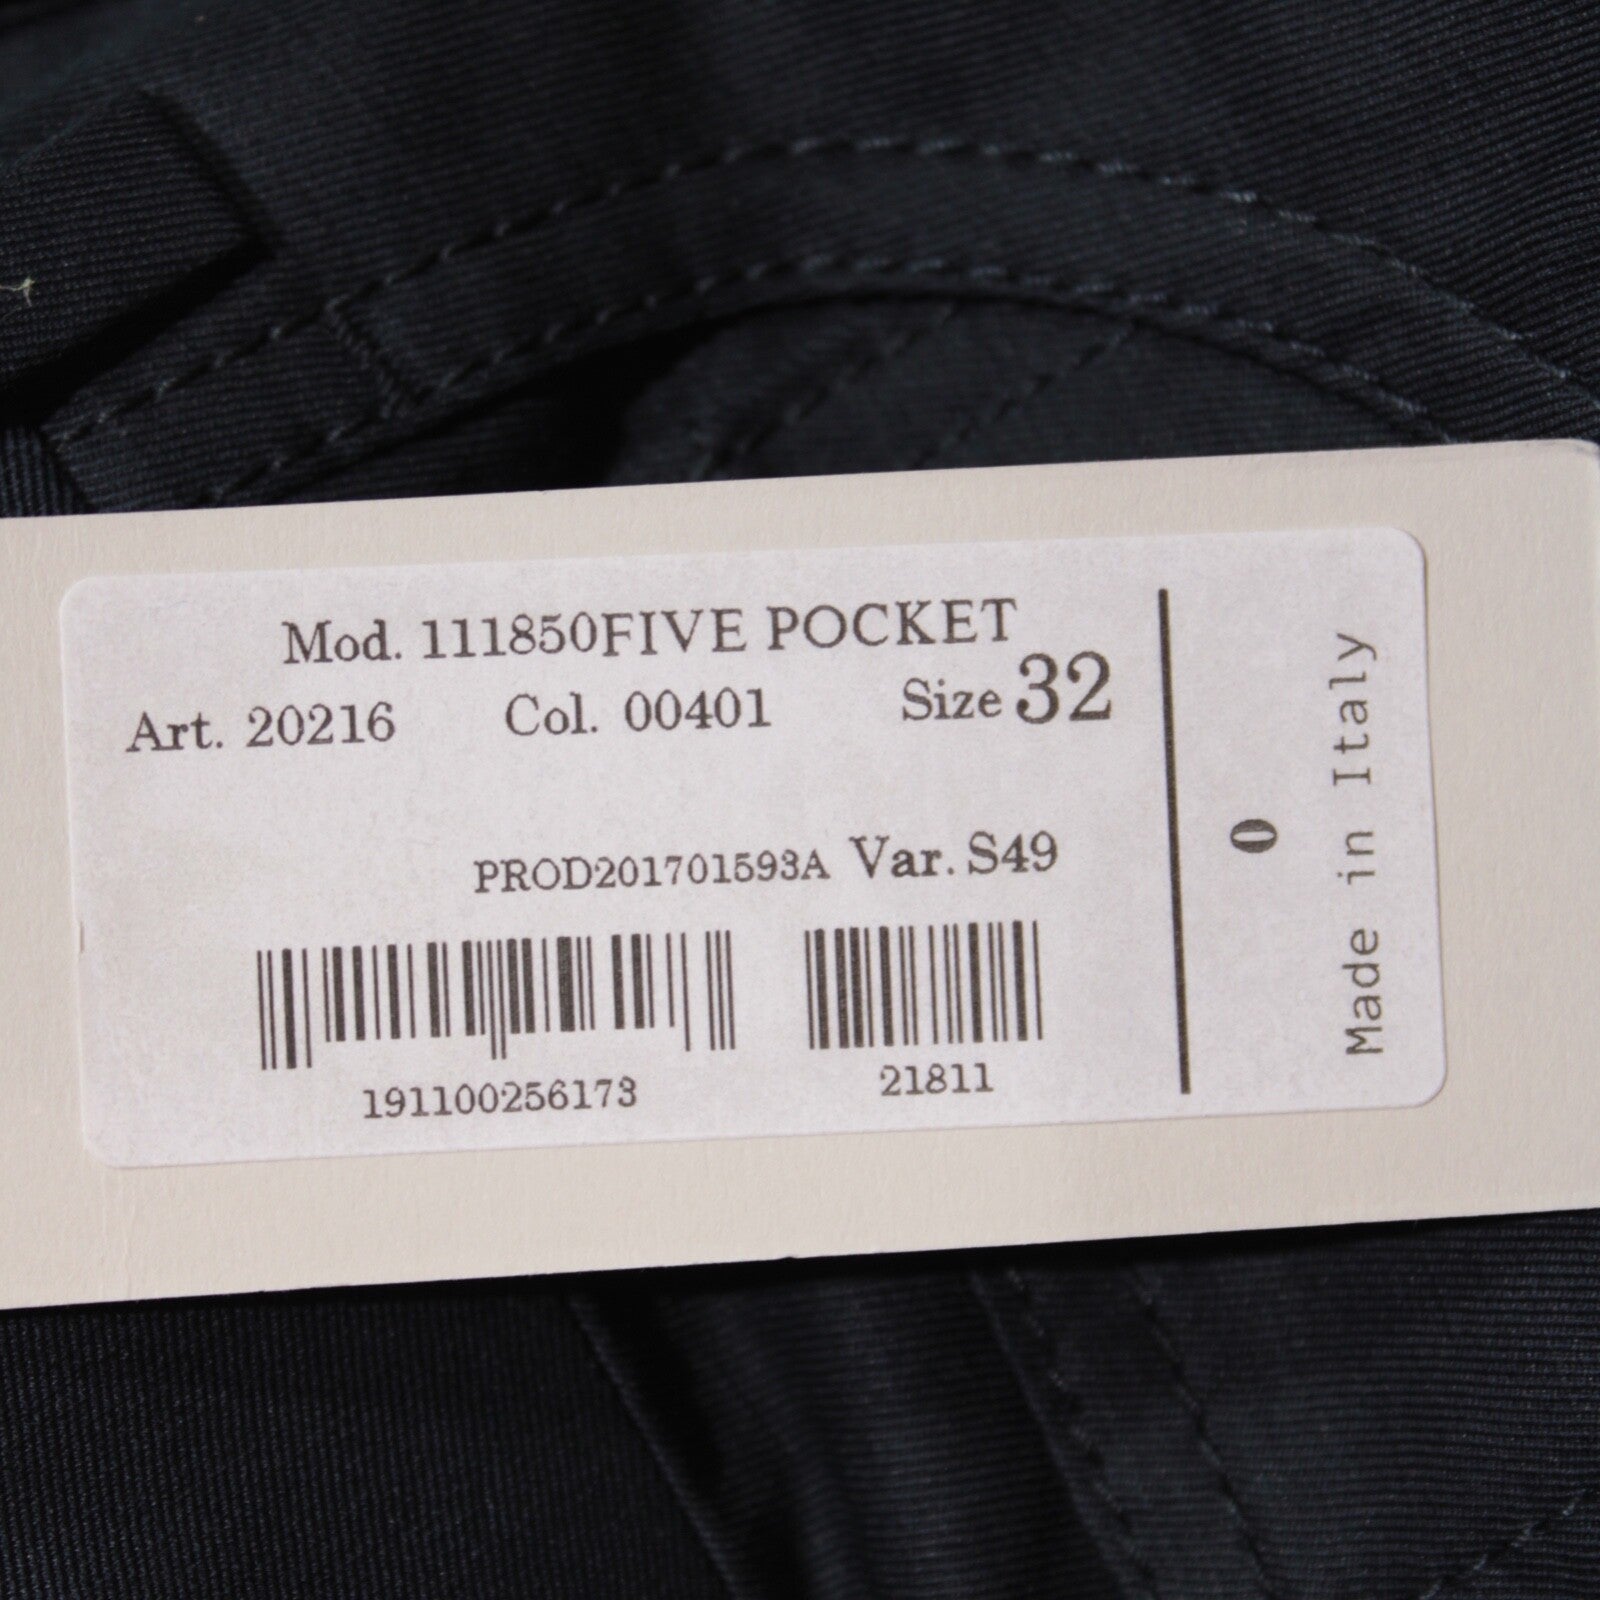 Mod. 111850FIVE POCKET
Art. 20216 Col. 00401 Size 32
PROD201701593A Var. S49
191100256173 21811
0
Made in Italy